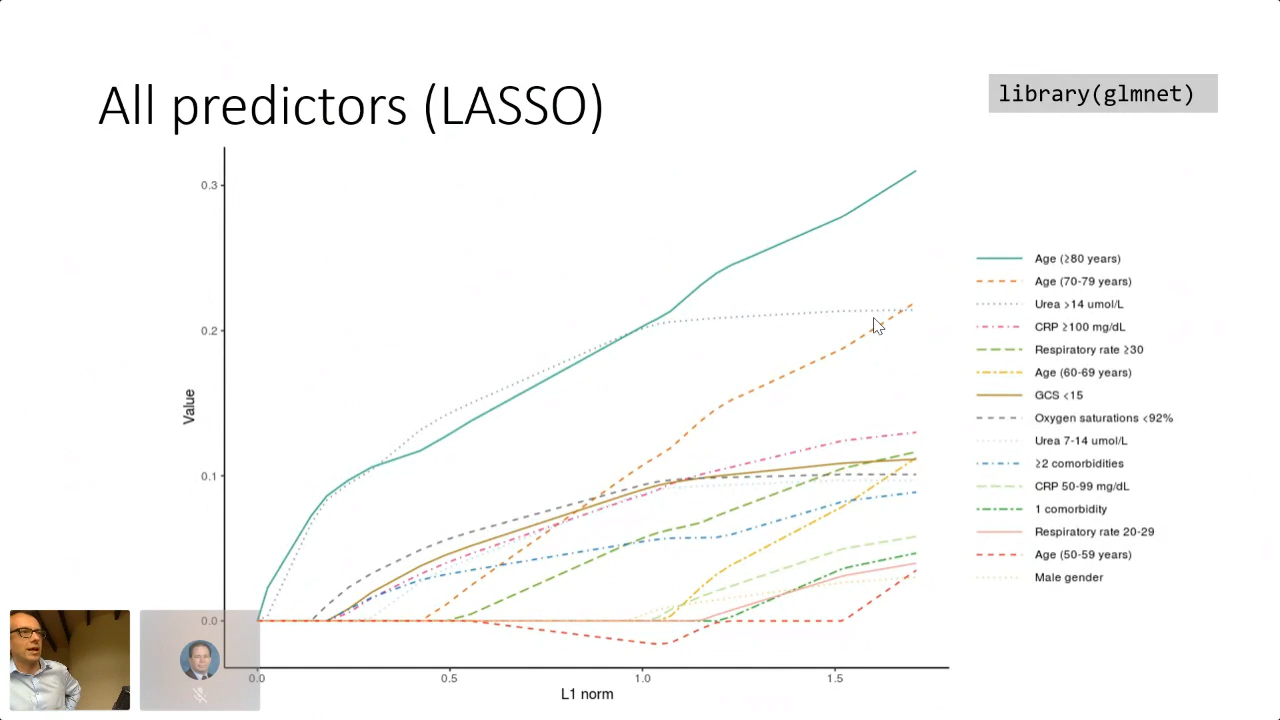 All predictors (LASSO)
library(glmnet)
0.3
0.2
0.1
0.0
Value
0.0
0.5
1.0
1.5
L1 norm
Age (≥80 years)
Age (70-79 years)
Urea >14 umol/L
CRP ≥100 mg/dL
Respiratory rate ≥30
Age (60-69 years)
GCS <15
Oxygen saturations <92%
Urea 7-14 umol/L
≥2 comorbidities
CRP 50-99 mg/dL
1 comorbidity
Respiratory rate 20-29
Age (50-59 years)
Male gender